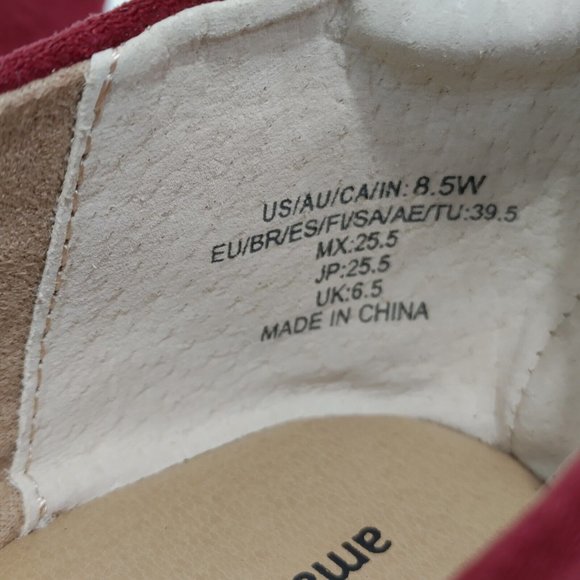 US/AU/CA/IN: 8.5W
EU/BR/ES/FI/SA/AE/TU:39.5
MX:25.5
JP:25.5
UK:6.5
MADE IN CHINA